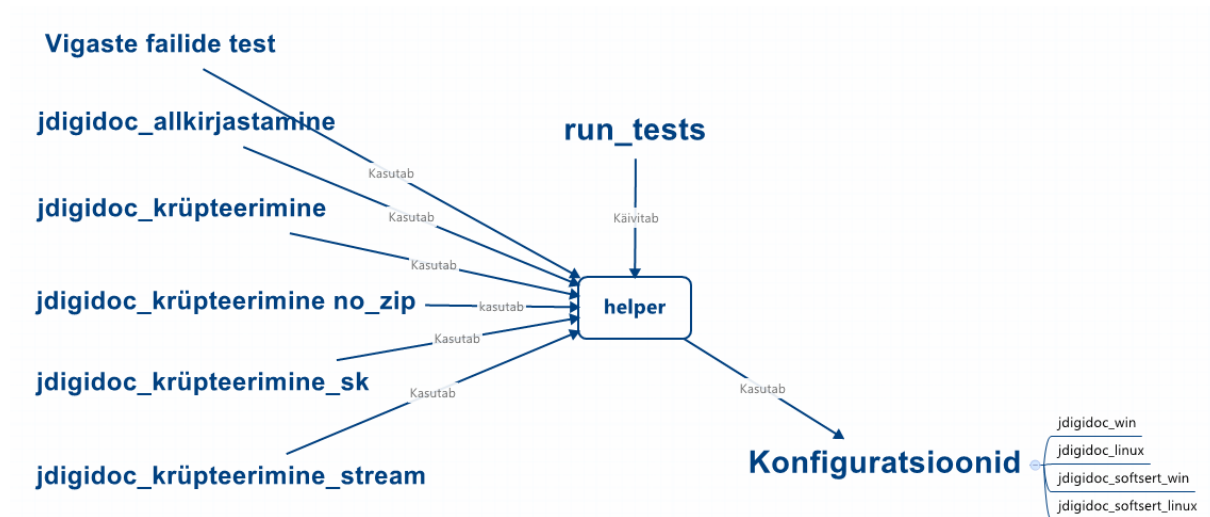 Vigaste failide test
jdigidoc_allkirjastamine
run_tests
Kasutab
jdigidoc_krüpteerimine
Kasutab
Käivitab
Kasutab
jdigidoc_krüpteerimine no_zip
kasutab
helper
Kasutab
jdigidoc_krüpteerimine_sk
Kasutab
Kasutab
jdigidoc_krüpteerimine_stream
Konfiguratsioonid
jdigidoc_win
jdigidoc_linux
jdigidoc_softsert_win
jdigidoc_softsert_linux